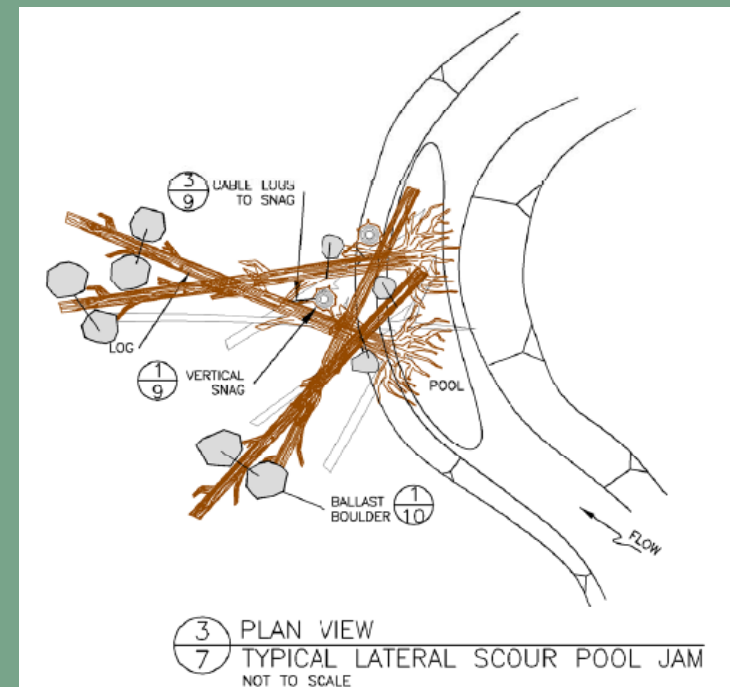 3
9
CABLE LOGS
TO SNAG
LOG
1
9
VERTICAL
SNAG
POOL
BALLAST
BOULDER
1
10
FLOW
3
7
PLAN VIEW
TYPICAL LATERAL SCOUR POOL JAM
NOT TO SCALE